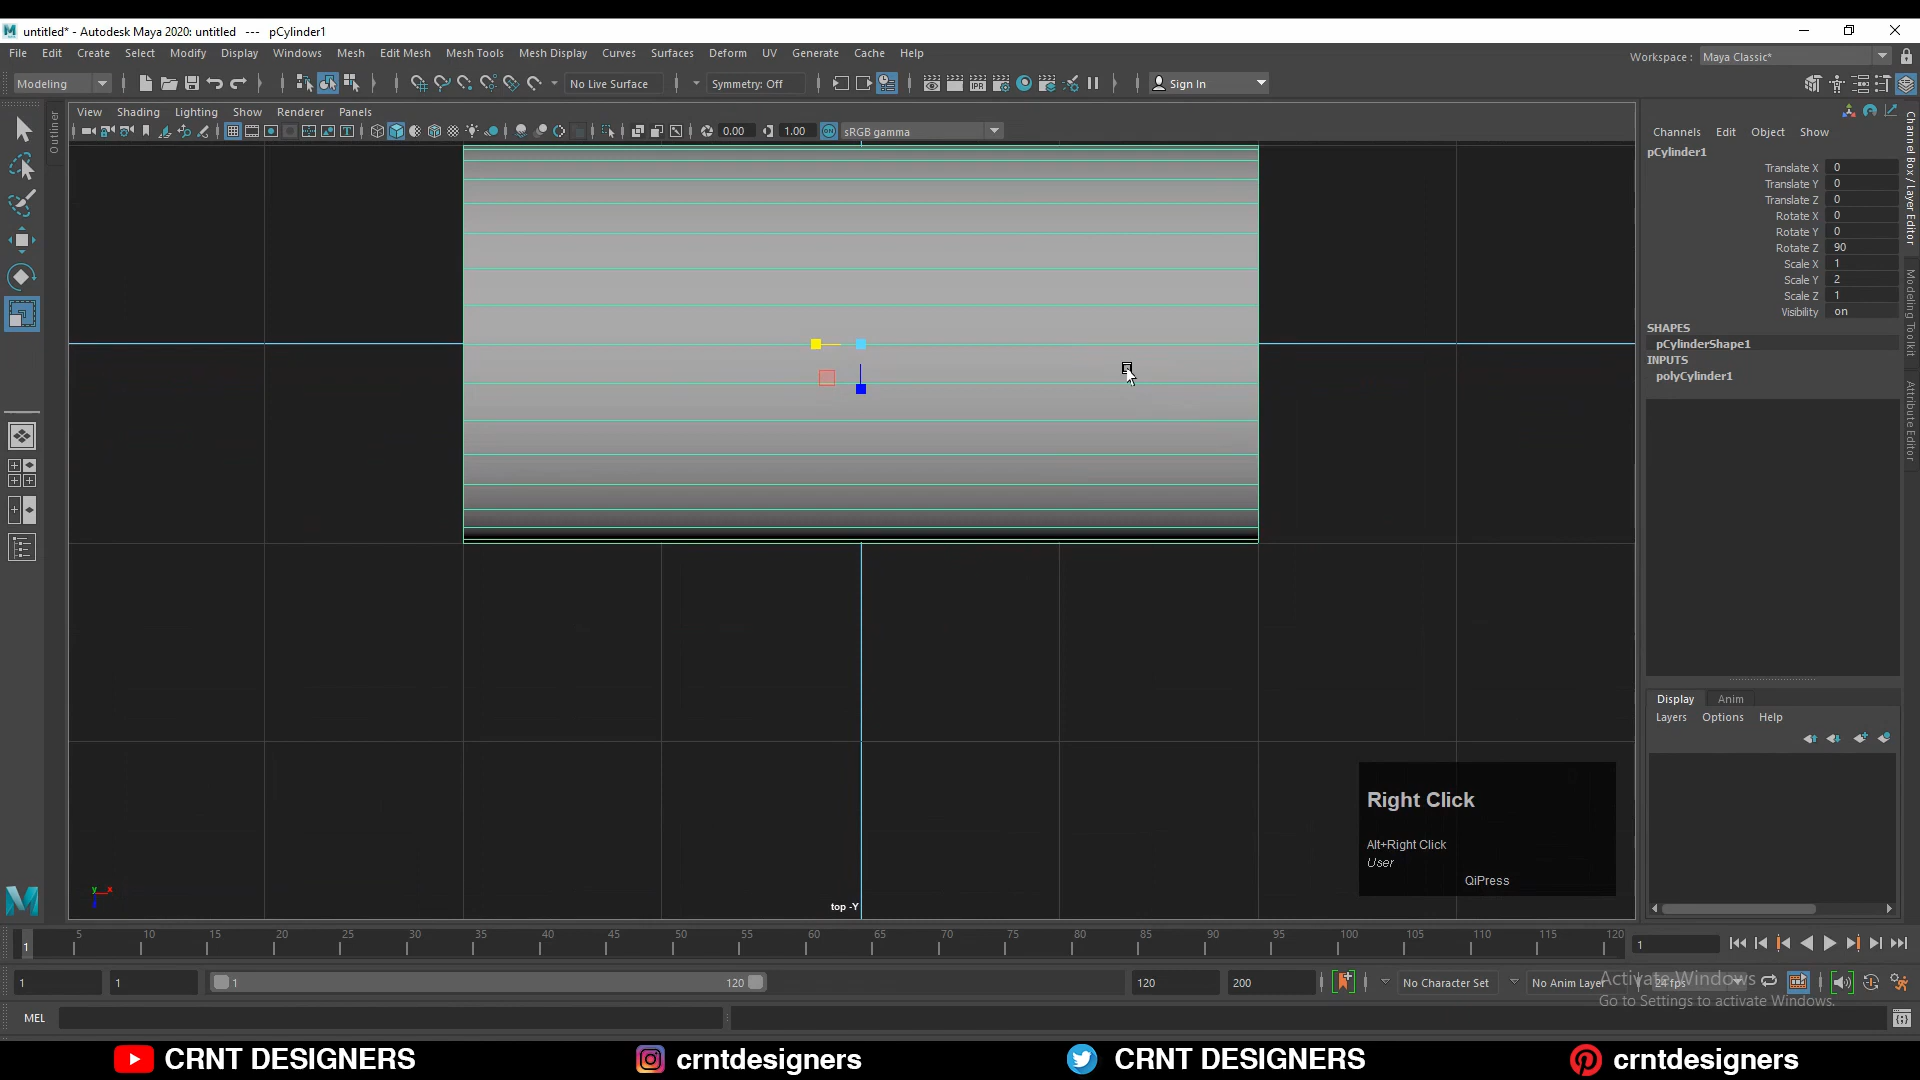 untitled* - Autodesk Maya 2020: untitled --- pCylinder1
File Edit Create Select Modify Display Windows Mesh Edit Mesh Mesh Tools Mesh Display Curves Surfaces Deform UV Generate Cache Help
Workspace : Maya Classic*
Modeling No Live Surface Symmetry: Off IPR Sign In
View Shading Lighting Show Renderer Panels
0.00 1.00 ON sRGB gamma
Outliner
Channels Edit Object Show
pCylinder1
Translate X 0
Translate Y 0
Translate Z 0
Rotate X 0
Rotate Y 0
Rotate Z 90
Scale X 1
Scale Y 2
Scale Z 1
Visibility on
SHAPES
pCylinderShape1
INPUTS
polyCylinder1
Channel Box / Layer Editor
Modeling Toolkit
Attribute Editor
Display Anim
Layers Options Help
Right Click
Alt+Right Click
User
QiPress
y x
top -Y
1 5 10 15 20 25 30 35 40 45 50 55 60 65 70 75 80 85 90 95 100 105 110 115 120 1
1 1 1 120 120 200 No Character Set No Anim Layer 24 fps
Activate Windows
Go to Settings to activate Windows.
MEL
CRNT DESIGNERS crntdesigners CRNT DESIGNERS crntdesigners